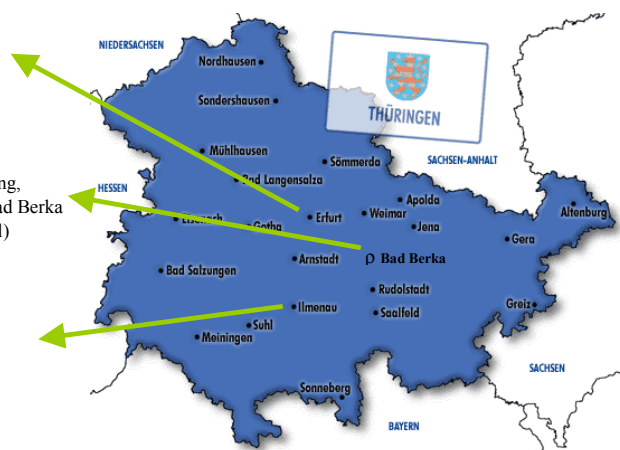 NIEDERSACHSEN
Nordhausen
Sondershausen
THÜRINGEN
Mühlhausen
Sömmerda
SACHSEN-ANHALT
ng,
HESSEN
Bad Langensalza
ad Berka
l)
Apolda
Altenburg
Eisenach
Gotha
Erfurt
Weimar
Jena
Gera
Arnstadt
ρ Bad Berka
Bad Salzungen
Rudolstadt
Ilmenau
Saalfeld
Greiz
Suhl
Meiningen
SACHSEN
Sonneberg
BAYERN